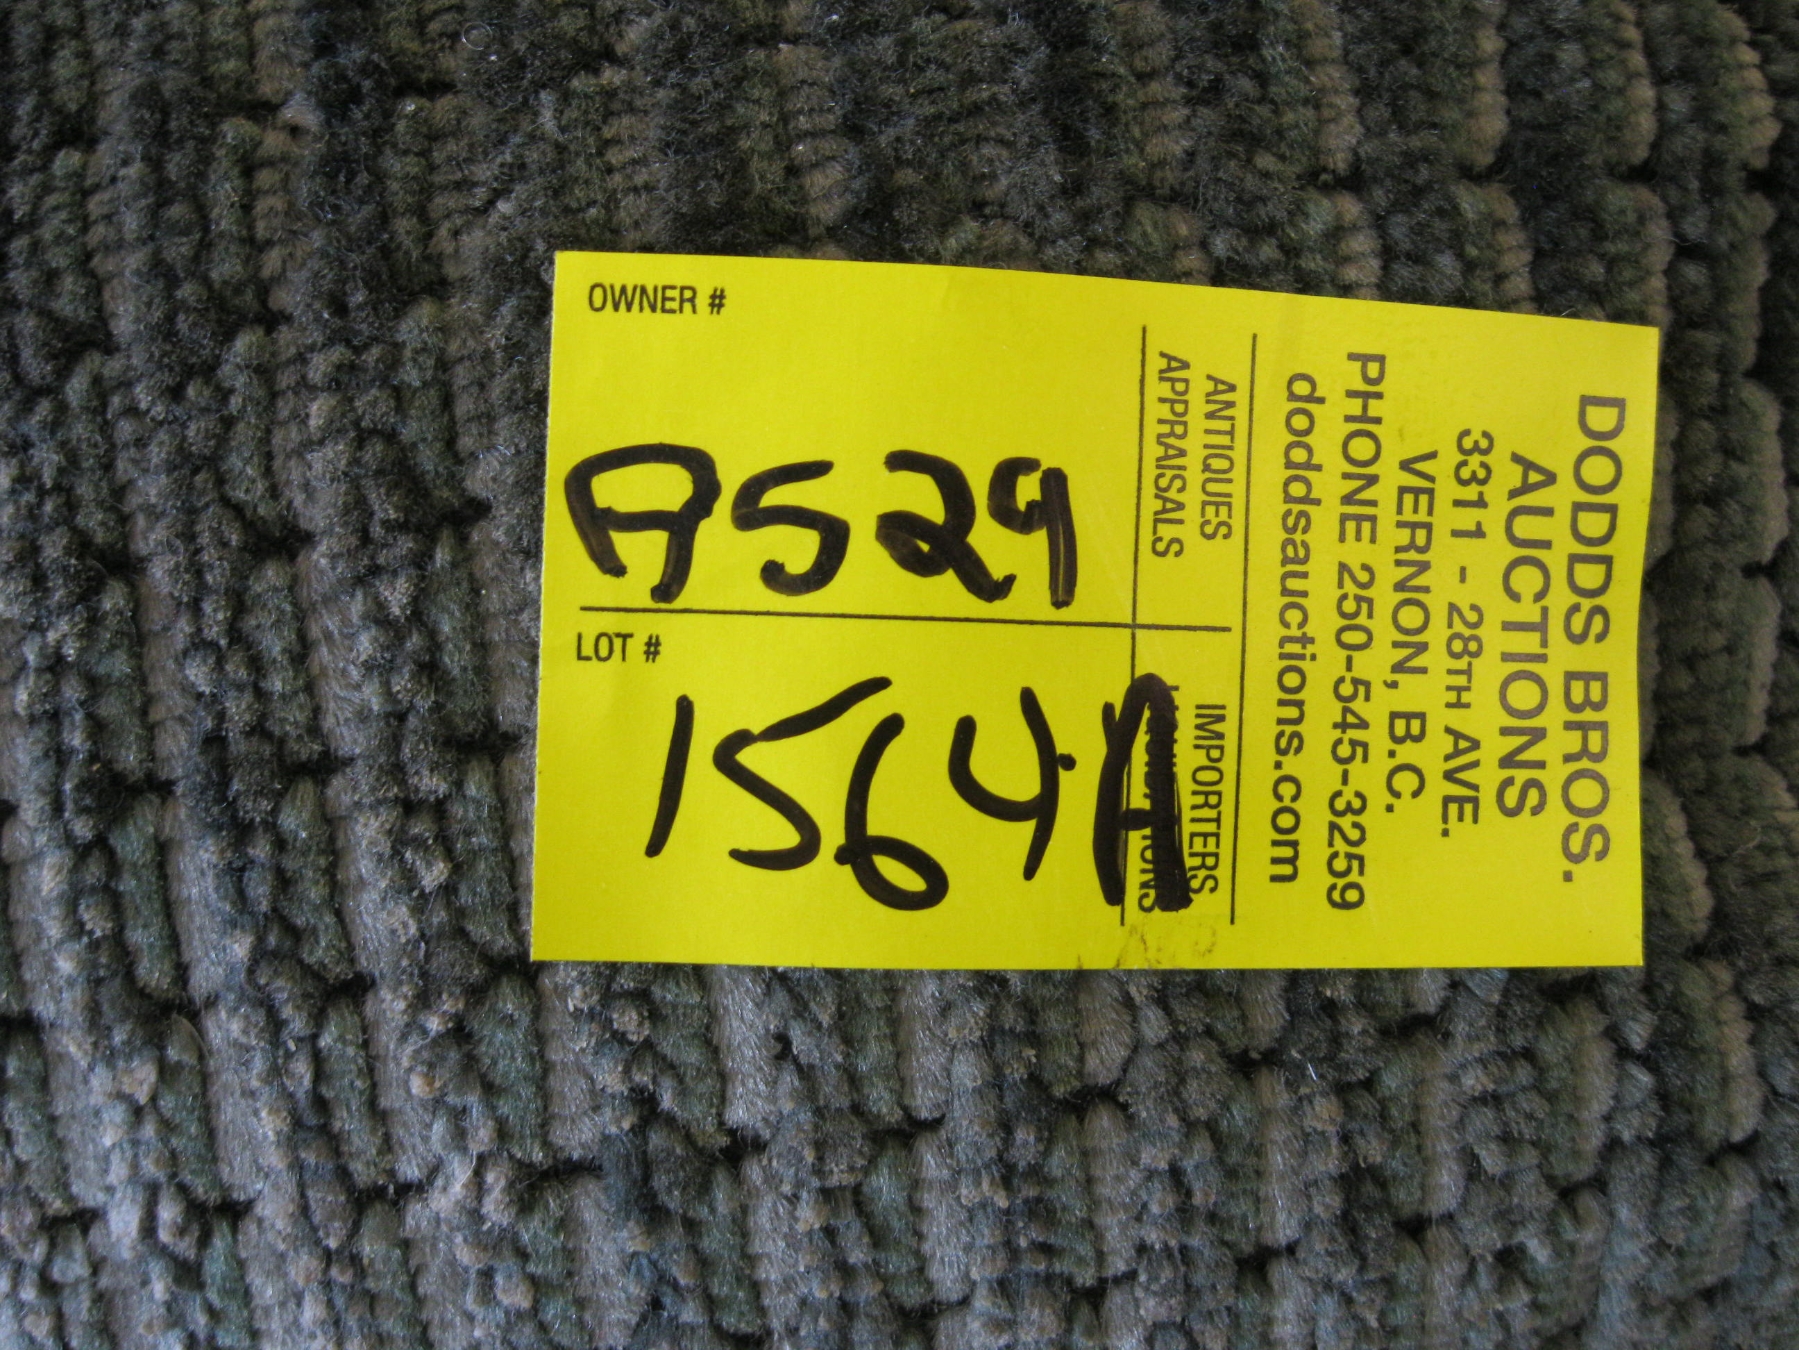 DODDS BROS.
AUCTIONS
3311 - 28TH AVE.
VERNON, B.C.
PHONE 250-545-3259
doddsauctions.com
ANTIQUES
APPRAISALS
IMPORTERS
OWNER #
A529
LOT #
1564A